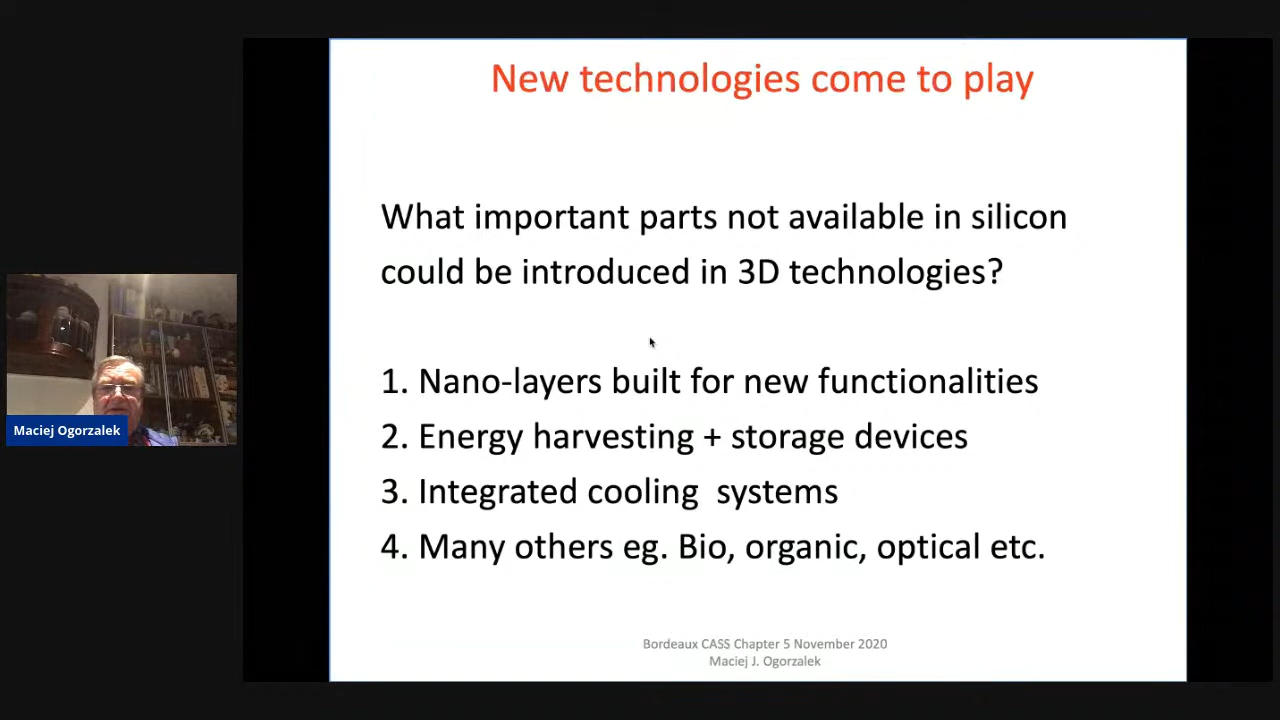 New technologies come to play
What important parts not available in silicon
could be introduced in 3D technologies?
1. Nano-layers built for new functionalities
2. Energy harvesting + storage devices
3. Integrated cooling  systems
4. Many others eg. Bio, organic, optical etc.
Maciej Ogorzalek
Bordeaux CASS Chapter 5 November 2020
Maciej J. Ogorzalek